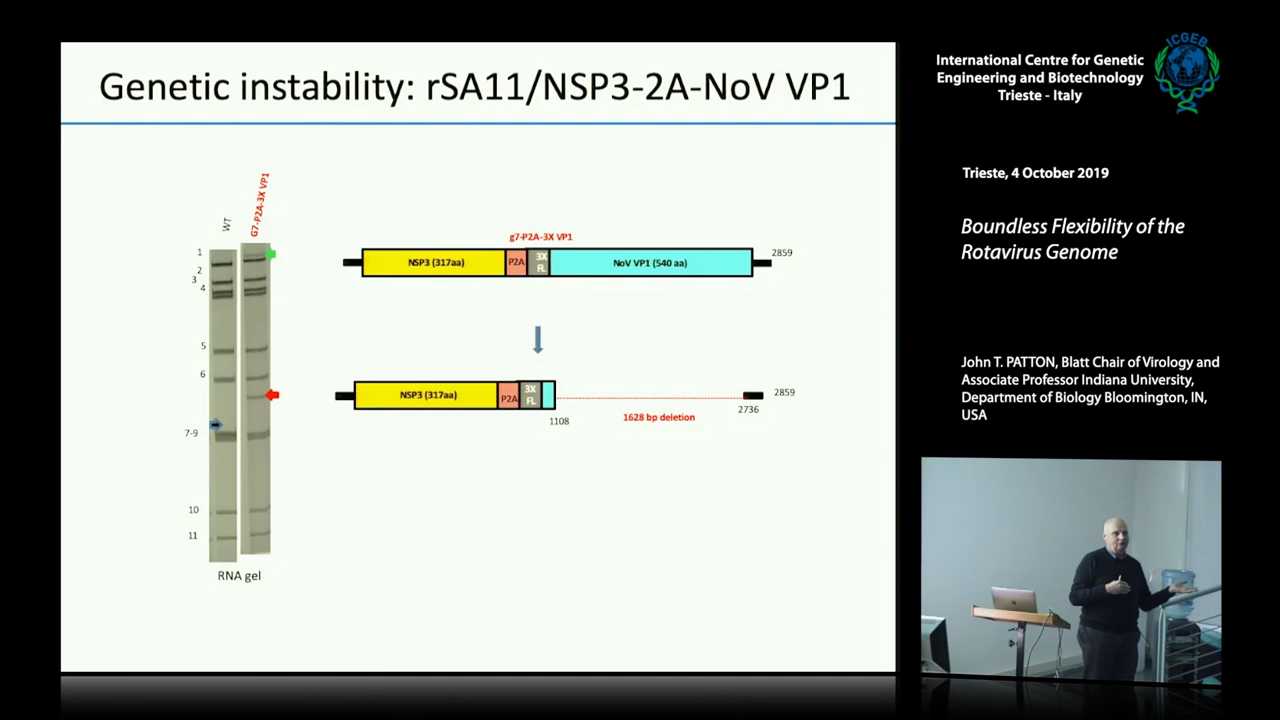 Genetic instability: rSA11/NSP3-2A-NoV VP1
WT
G7-P2A-3X VP1
1
2
3
4
5
6
7-9
10
11
RNA gel
g7-P2A-3X VP1
NSP3 (317aa)
P2A
3X
FL
NoV VP1 (540 aa)
2859
NSP3 (317aa)
P2A
3X
FL
1108
1628 bp deletion
2736
2859
International Centre for Genetic
Engineering and Biotechnology
Trieste - Italy
ICGEB
Trieste, 4 October 2019
Boundless Flexibility of the
Rotavirus Genome
John T. PATTON, Blatt Chair of Virology and
Associate Professor Indiana University,
Department of Biology Bloomington, IN,
USA